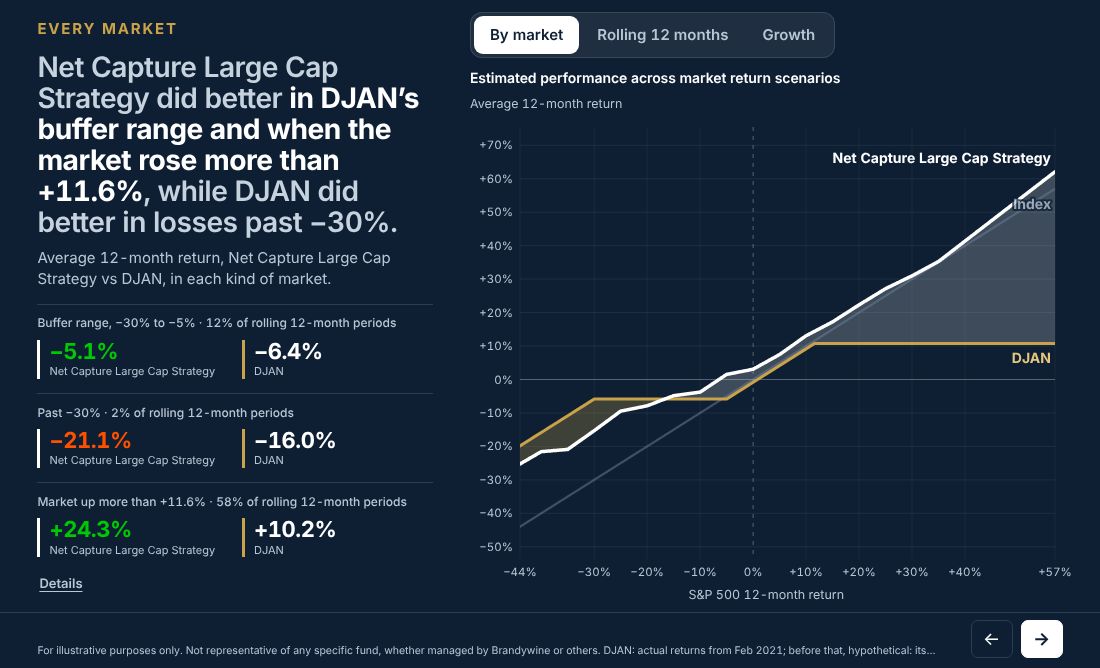 EVERY MARKET
Net Capture Large Cap
Strategy did better in DJAN’s
buffer range and when the
market rose more than
+11.6%, while DJAN did
better in losses past −30%.
Average 12-month return, Net Capture Large Cap
Strategy vs DJAN, in each kind of market.
Buffer range, −30% to −5% · 12% of rolling 12-month periods
−5.1%
Net Capture Large Cap Strategy
−6.4%
DJAN
Past −30% · 2% of rolling 12-month periods
−21.1%
Net Capture Large Cap Strategy
−16.0%
DJAN
Market up more than +11.6% · 58% of rolling 12-month periods
+24.3%
Net Capture Large Cap Strategy
+10.2%
DJAN
Details
By market
Rolling 12 months
Growth
Estimated performance across market return scenarios
Average 12-month return
+70%
+60%
+50%
+40%
+30%
+20%
+10%
0%
−10%
−20%
−30%
−40%
−50%
Net Capture Large Cap Strategy
Index
DJAN
−44%
−30%
−20%
−10%
0%
+10%
+20%
+30%
+40%
+57%
S&P 500 12-month return
For illustrative purposes only. Not representative of any specific fund, whether managed by Brandywine or others. DJAN: actual returns from Feb 2021; before that, hypothetical: its…